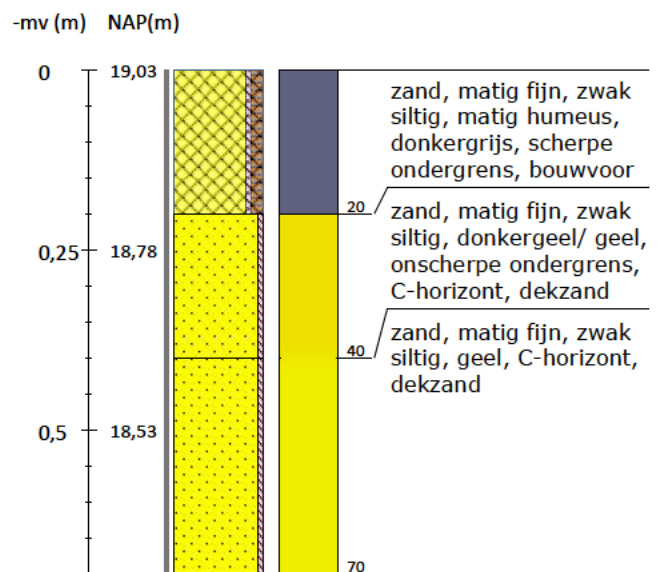 -mv (m) NAP(m)
0 19,03
zand, matig fijn, zwak
siltig, matig humeus,
donkergrijs, scherpe
ondergrens, bouwvoor
20
zand, matig fijn, zwak
siltig, donkergeel/ geel,
onscherpe ondergrens,
C-horizont, dekzand
0,25 18,78
zand, matig fijn, zwak
siltig, geel, C-horizont,
dekzand
40
0,5 18,53
70